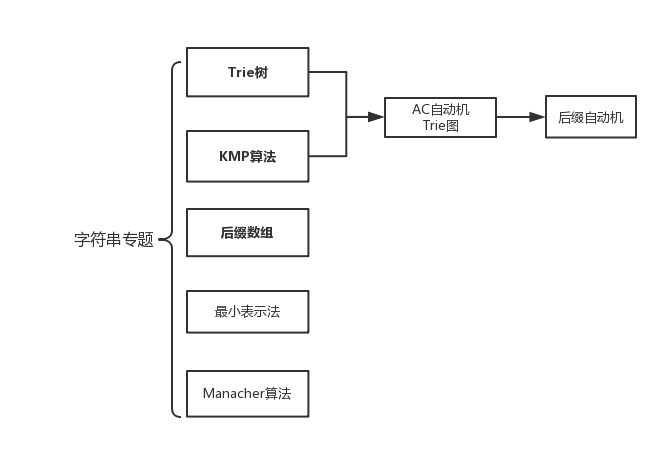 字符串专题
Trie树
KMP算法
后缀数组
最小表示法
Manacher算法
AC自动机
Trie图
后缀自动机